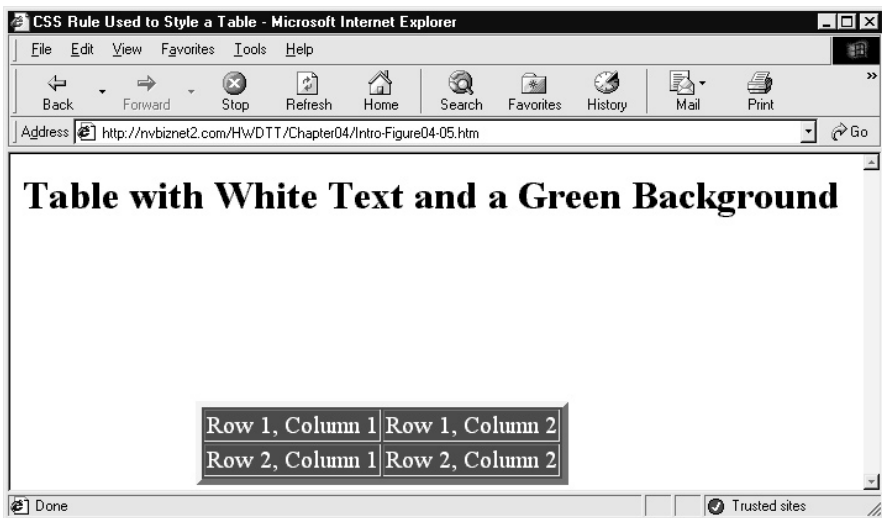 CSS Rule Used to Style a Table - Microsoft Internet Explorer
File Edit View Favorites Tools Help
Back Forward Stop Refresh Home Search Favorites History Mail Print »
Address http://nvbiznet2.com/HWDTT/Chapter04/Intro-Figure04-05.htm Go
Table with White Text and a Green Background
Row 1, Column 1 Row 1, Column 2
Row 2, Column 1 Row 2, Column 2
Done Trusted sites